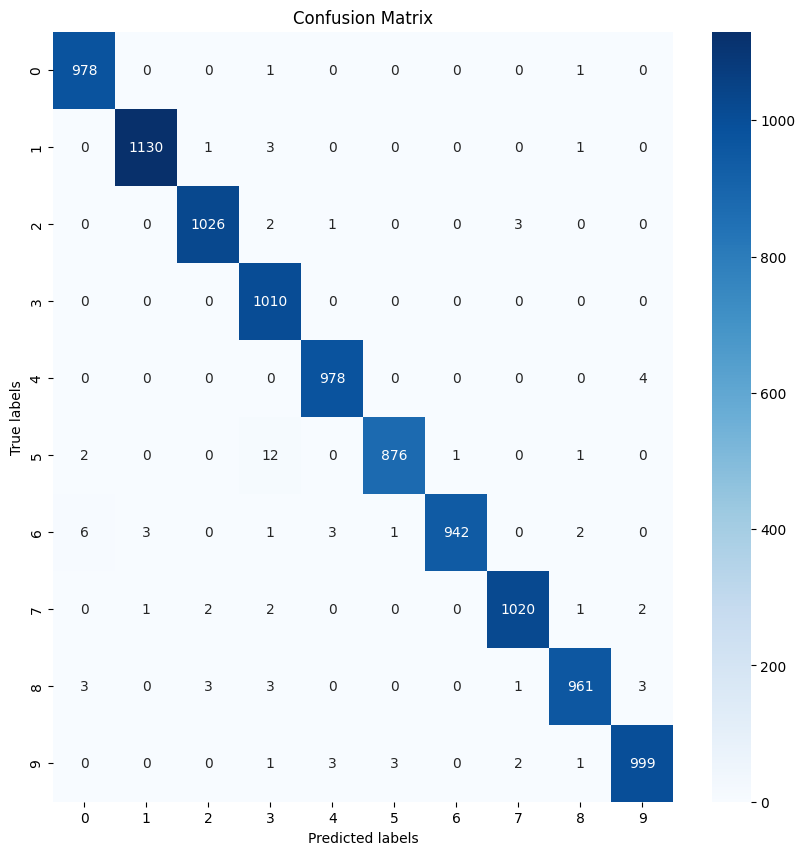 Confusion Matrix
0 978 0 0 1 0 0 0 0 1 0
1 0 1130 1 3 0 0 0 0 1 0
2 0 0 1026 2 1 0 0 3 0 0
3 0 0 0 1010 0 0 0 0 0 0
4 0 0 0 0 978 0 0 0 0 4
5 2 0 0 12 0 876 1 0 1 0
6 6 3 0 1 3 1 942 0 2 0
7 0 1 2 2 0 0 0 1020 1 2
8 3 0 3 3 0 0 0 1 961 3
9 0 0 0 1 3 3 0 2 1 999
0 1 2 3 4 5 6 7 8 9
Predicted labels
True labels
1000
800
600
400
200
0